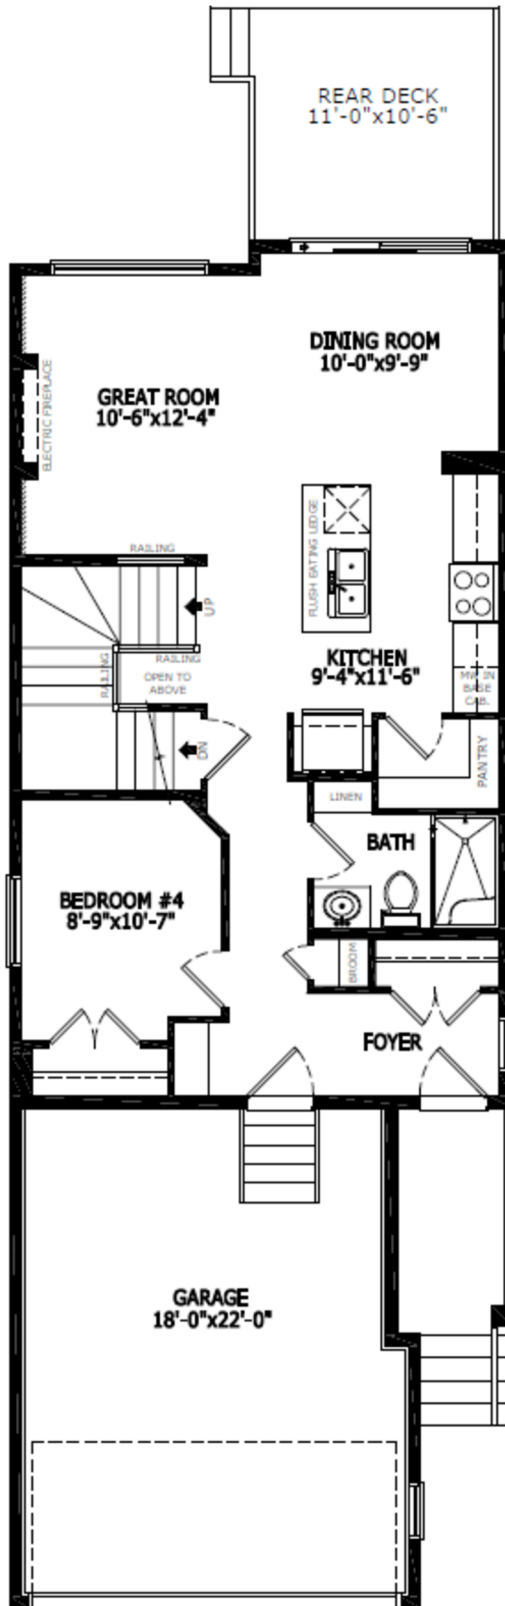 REAR DECK
11'-0"x10'-6"
DINING ROOM
10'-0"x9'-9"
ELECTRIC FIREPLACE
GREAT ROOM
10'-6"x12'-4"
FLUSH EATING LEDGE
RAILING
UP
RAILING
RAILING
OPEN TO
ABOVE
KITCHEN
9'-4"x11'-6"
MW IN
BASE
CAB.
DN
PANTRY
LINEN
BATH
BEDROOM #4
8'-9"x10'-7"
BROOM
FOYER
GARAGE
18'-0"x22'-0"